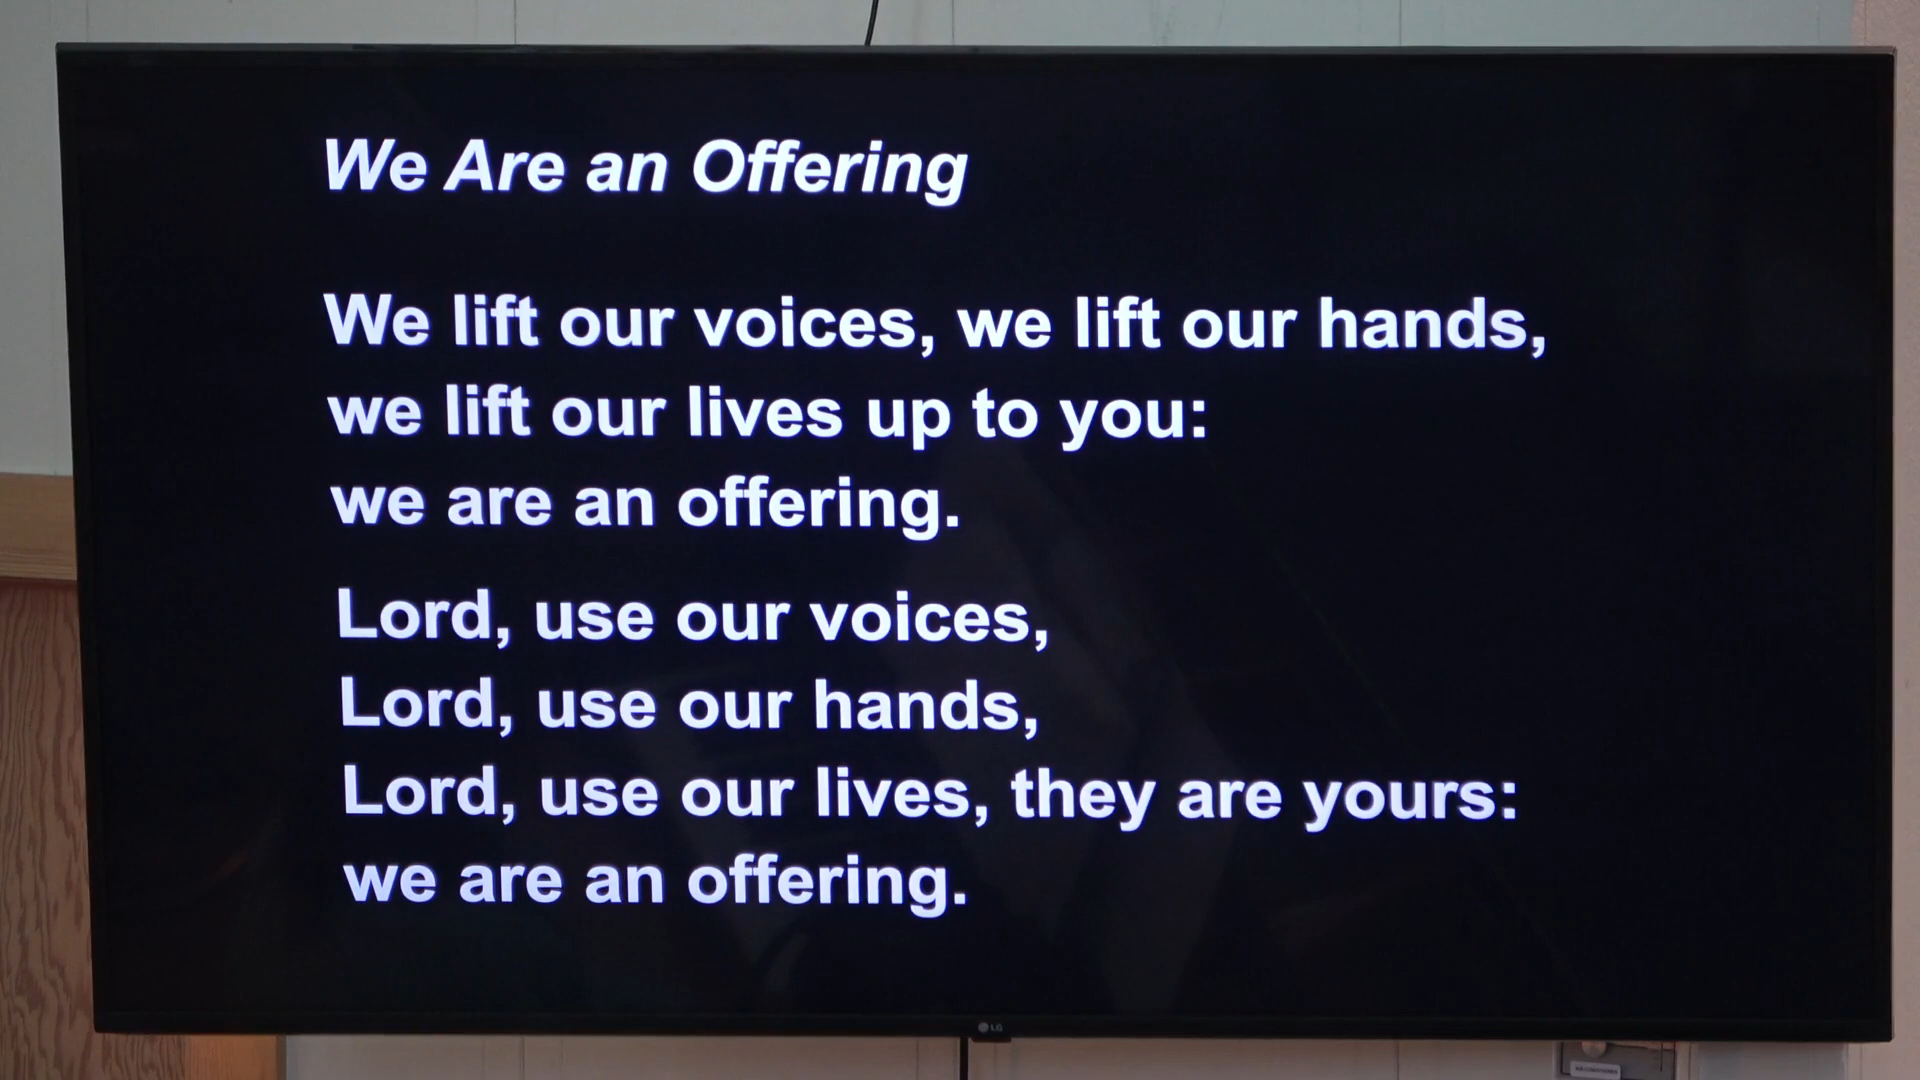 We Are an Offering
We lift our voices, we lift our hands,
we lift our lives up to you:
we are an offering.
Lord, use our voices,
Lord, use our hands,
Lord, use our lives, they are yours:
we are an offering.
LG